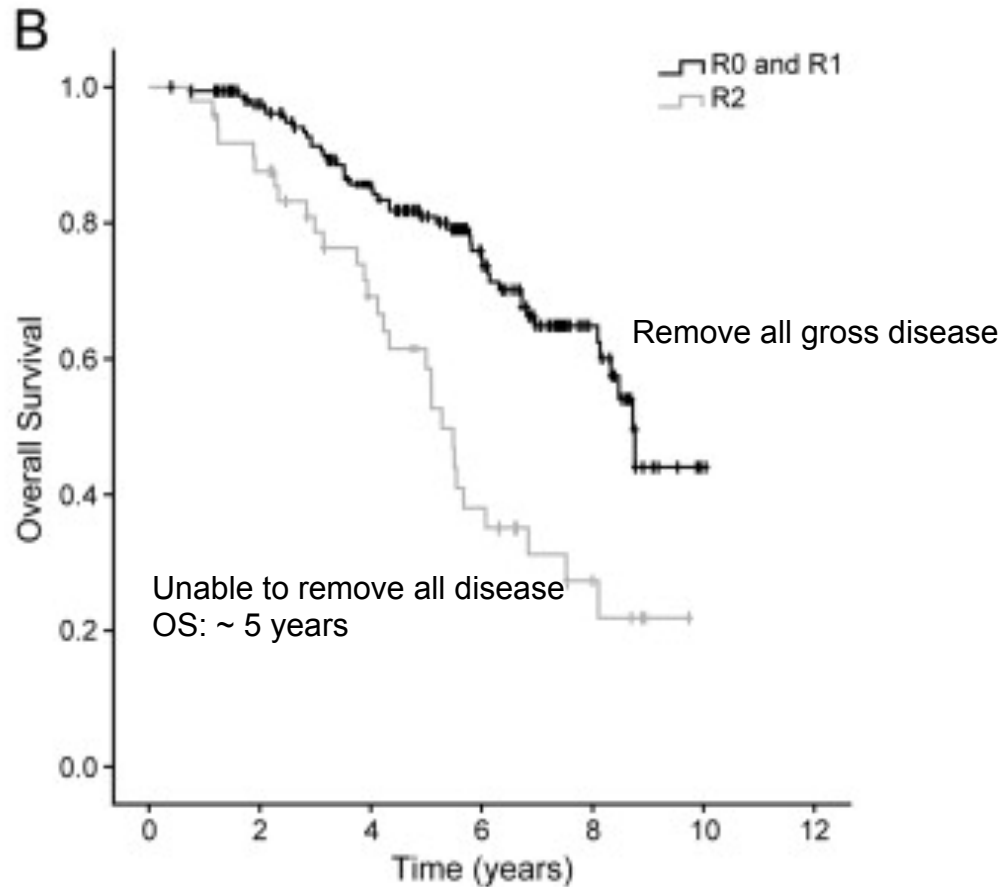 B
R0 and R1
R2
1.0
0.8
0.6
0.4
0.2
0.0
Overall Survival
Remove all gross disease
Unable to remove all disease
OS: ~ 5 years
0 2 4 6 8 10 12
Time (years)